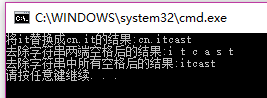 C:\WINDOWS\system32\cmd.exe
将it替换成cn.it的结果:cn.itcast
去除字符串两端空格后的结果:i t c a s t
去除字符串中所有空格后的结果:itcast
请按任意键继续. . .